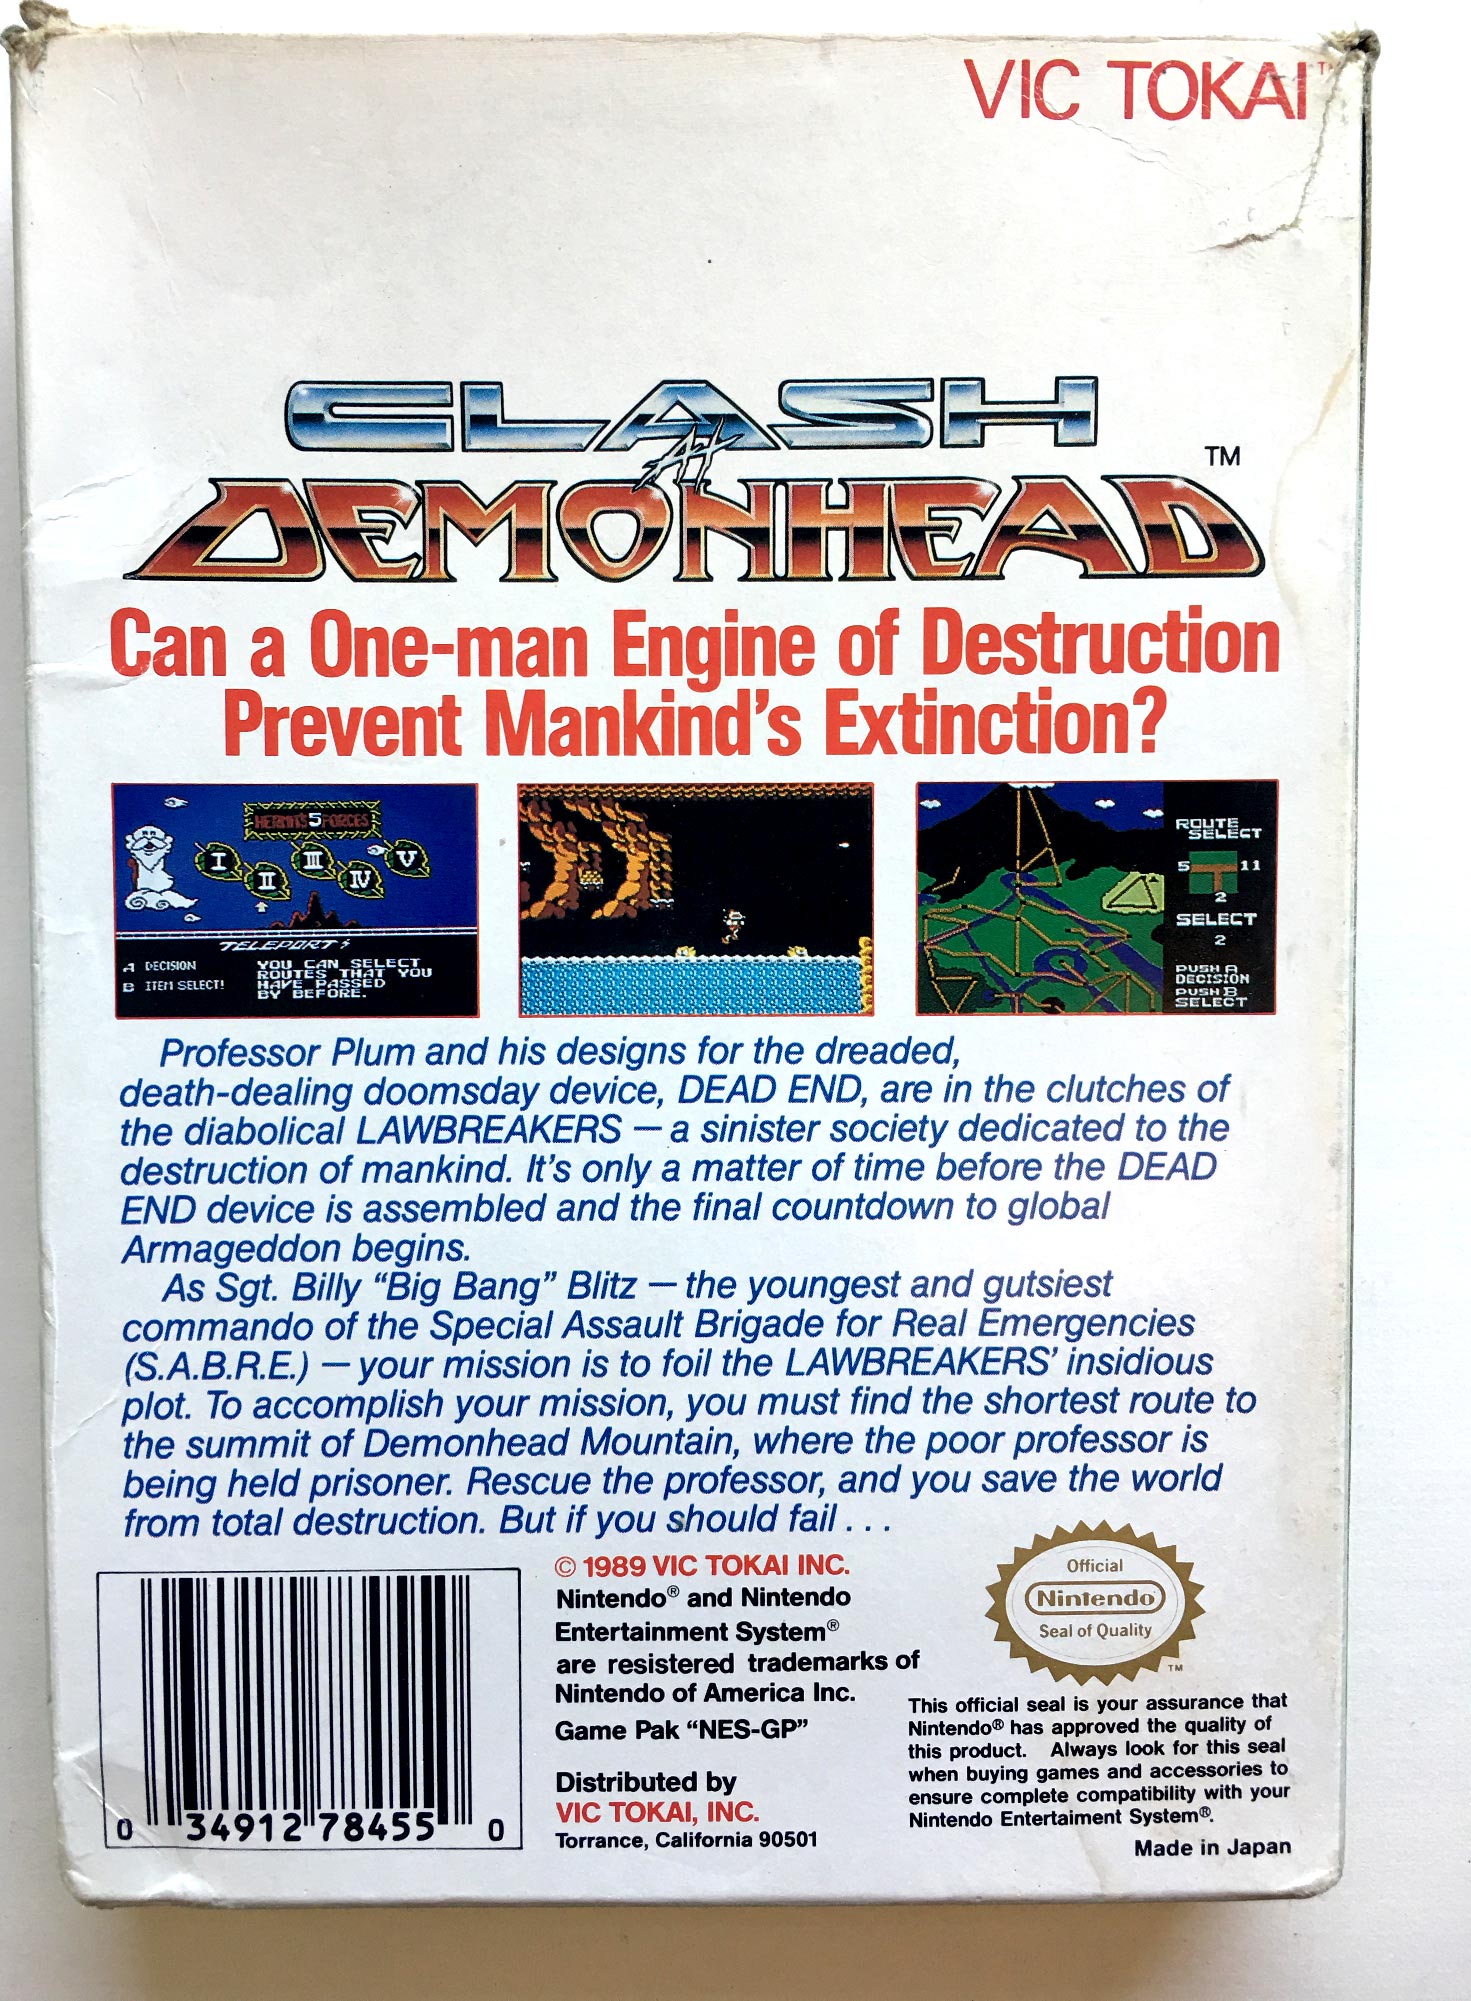 VIC TOKAI™
CLASH
AT
DEMONHEAD ™
Can a One-man Engine of Destruction
Prevent Mankind's Extinction?
HERMITS 5 FORCES
I II III IV V
TELEPORT
A DECISION
B ITEM SELECT!
YOU CAN SELECT
ROUTES THAT YOU
HAVE PASSED
BY BEFORE.
ROUTE
SELECT
5 11
2
SELECT
2
PUSH A
DECISION
PUSH B
SELECT
Professor Plum and his designs for the dreaded,
death-dealing doomsday device, DEAD END, are in the clutches of
the diabolical LAWBREAKERS — a sinister society dedicated to the
destruction of mankind. It's only a matter of time before the DEAD
END device is assembled and the final countdown to global
Armageddon begins.
As Sgt. Billy “Big Bang” Blitz — the youngest and gutsiest
commando of the Special Assault Brigade for Real Emergencies
(S.A.B.R.E.) — your mission is to foil the LAWBREAKERS' insidious
plot. To accomplish your mission, you must find the shortest route to
the summit of Demonhead Mountain, where the poor professor is
being held prisoner. Rescue the professor, and you save the world
from total destruction. But if you should fail . . .
0 34912 78455 0
© 1989 VIC TOKAI INC.
Nintendo® and Nintendo
Entertainment System®
are resistered trademarks of
Nintendo of America Inc.
Game Pak “NES-GP”
Distributed by
VIC TOKAI, INC.
Torrance, California 90501
Official
Nintendo
Seal of Quality
™
This official seal is your assurance that
Nintendo® has approved the quality of
this product. Always look for this seal
when buying games and accessories to
ensure complete compatibility with your
Nintendo Entertaiment System®.
Made in Japan